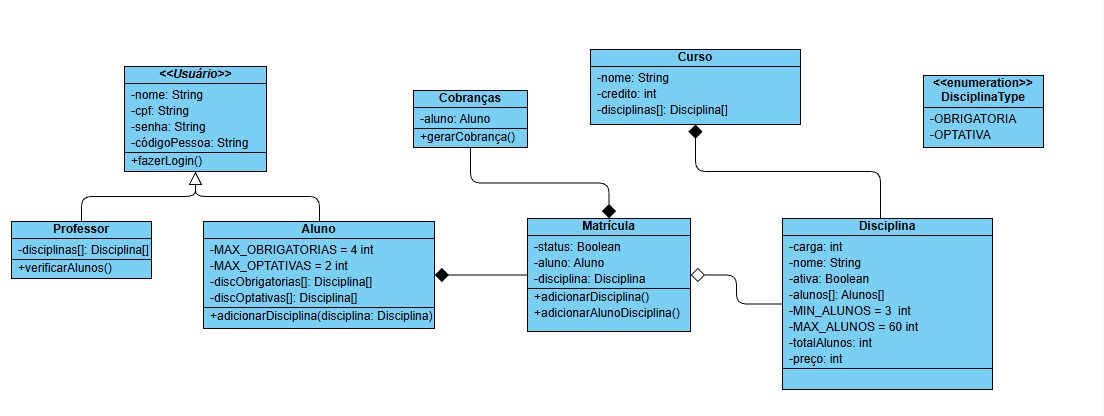 <<Usuário>>
-nome: String
-cpf: String
-senha: String
-códigoPessoa: String
+fazerLogin()
Cobranças
-aluno: Aluno
+gerarCobrança()
Curso
-nome: String
-credito: int
-disciplinas[]: Disciplina[]
<<enumeration>>
DisciplinaType
-OBRIGATORIA
-OPTATIVA
Professor
-disciplinas[]: Disciplina[]
+verificarAlunos()
Aluno
-MAX_OBRIGATORIAS = 4 int
-MAX_OPTATIVAS = 2 int
-discObrigatorias[]: Disciplina[]
-discOptativas[]: Disciplina[]
+adicionarDisciplina(disciplina: Disciplina)
Matrícula
-status: Boolean
-aluno: Aluno
-disciplina: Disciplina
+adicionarDisciplina()
+adicionarAlunoDisciplina()
Disciplina
-carga: int
-nome: String
-ativa: Boolean
-alunos[]: Alunos[]
-MIN_ALUNOS = 3 int
-MAX_ALUNOS = 60 int
-totalAlunos: int
-preço: int